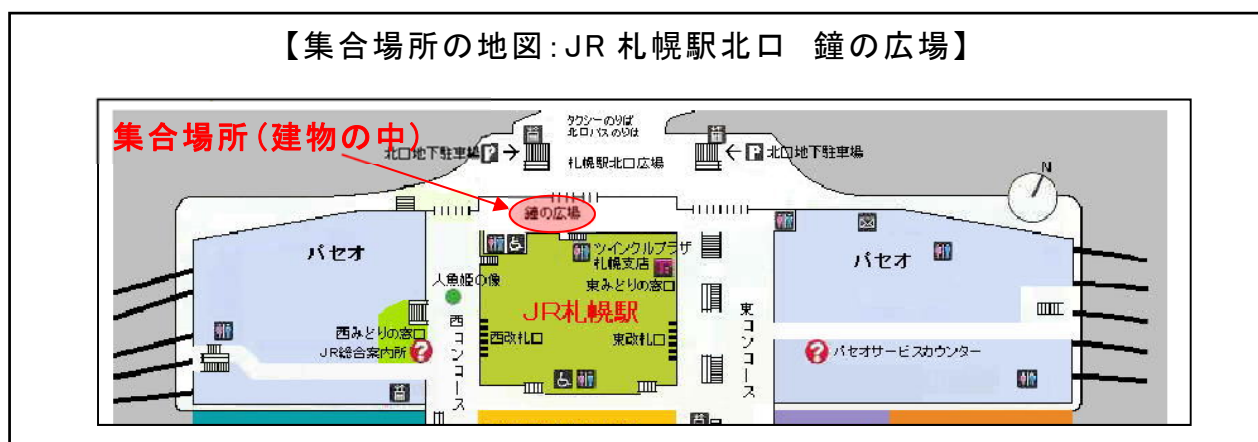 【集合場所の地図:JR 札幌駅北口 鐘の広場】
集合場所(建物の中)
タクシーのりば
北口バスのりば
北口地下駐車場
P
札幌駅北口広場
P
北口地下駐車場
N
鐘の広場
パセオ
ツインクルプラザ
札幌支店
パセオ
人魚姫の像
東みどりの窓口
JR札幌駅
西みどりの窓口
JR総合案内所
?
西コンコース
西改札口
東改札口
東コンコース
?
パセオサービスカウンター